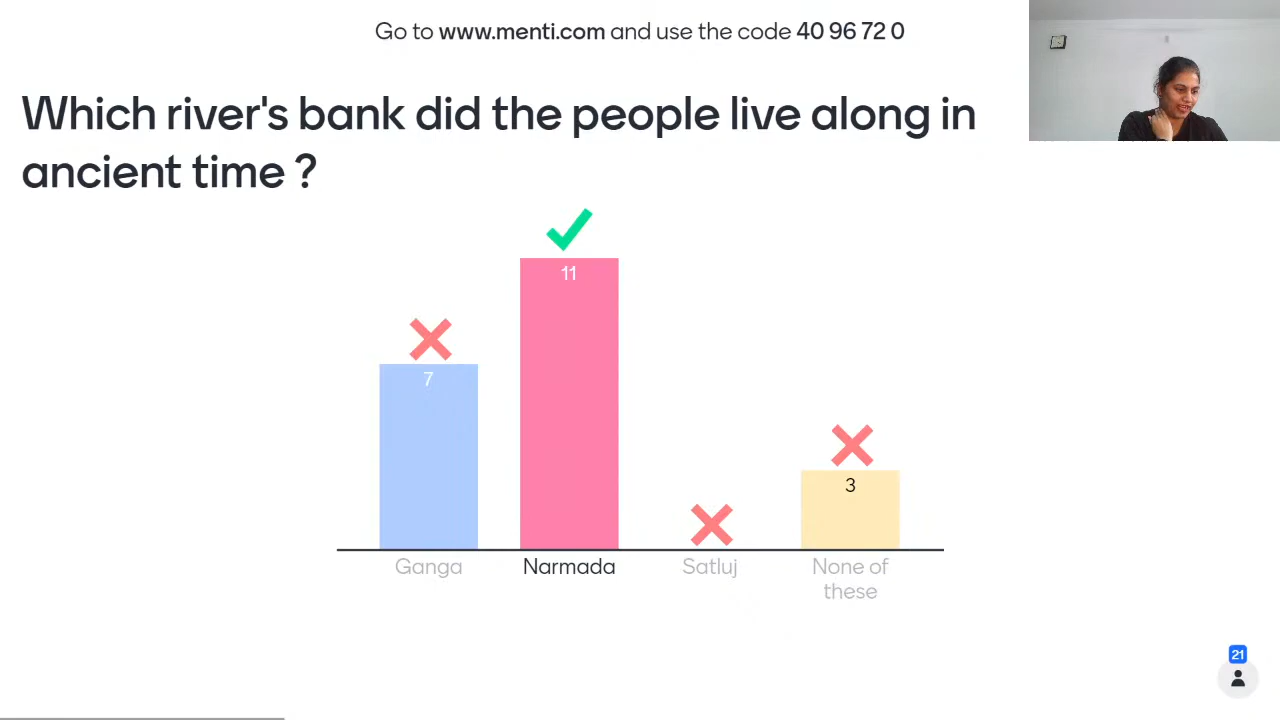 Go to www.menti.com and use the code 40 96 72 0
Which river's bank did the people live along in
ancient time ?
11
7
3
Ganga
Narmada
Satluj
None of
these
21